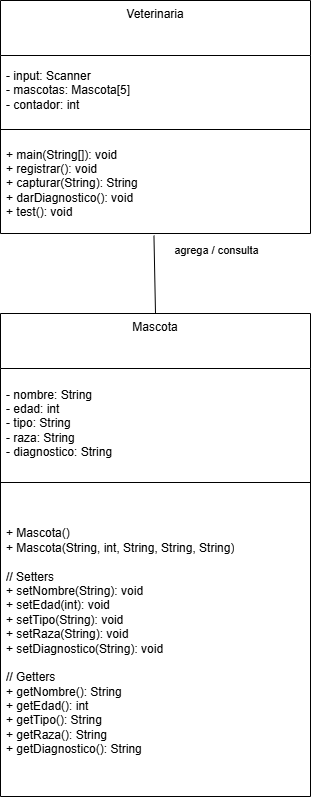 Veterinaria
- input: Scanner
- mascotas: Mascota[5]
- contador: int
+ main(String[]): void
+ registrar(): void
+ capturar(String): String
+ darDiagnostico(): void
+ test(): void
agrega / consulta
Mascota
- nombre: String
- edad: int
- tipo: String
- raza: String
- diagnostico: String
+ Mascota()
+ Mascota(String, int, String, String, String)
// Setters
+ setNombre(String): void
+ setEdad(int): void
+ setTipo(String): void
+ setRaza(String): void
+ setDiagnostico(String): void
// Getters
+ getNombre(): String
+ getEdad(): int
+ getTipo(): String
+ getRaza(): String
+ getDiagnostico(): String